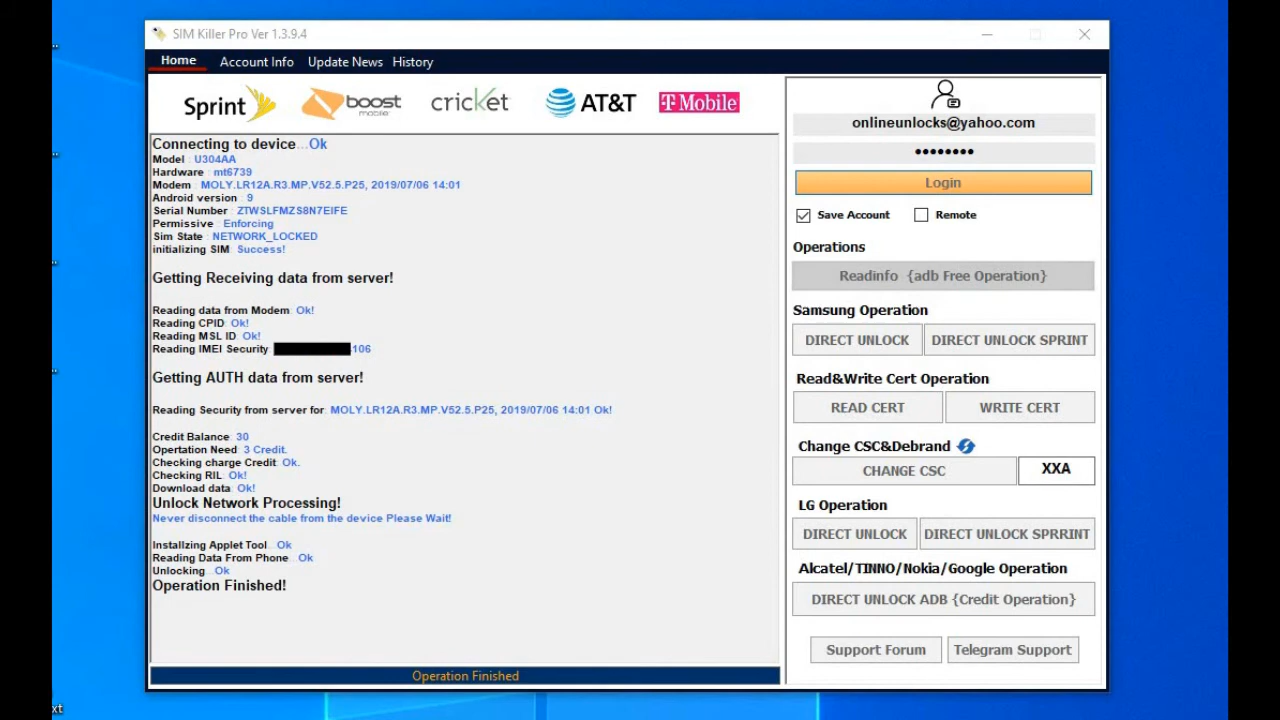 SIM Killer Pro Ver 1.3.9.4
Home Account Info Update News History
Sprint boost mobile cricket AT&T T Mobile
Connecting to device...Ok
Model : U304AA
Hardware : mt6739
Modem : MOLY.LR12A.R3.MP.V52.5.P25, 2019/07/06 14:01
Android version : 9
Serial Number : ZTWSLFMZS8N7EIFE
Permissive : Enforcing
Sim State : NETWORK_LOCKED
initializing SIM: Success!
Getting Receiving data from server!
Reading data from Modem: Ok!
Reading CPID: Ok!
Reading MSL ID: Ok!
Reading IMEI Security : 106
Getting AUTH data from server!
Reading Security from server for: MOLY.LR12A.R3.MP.V52.5.P25, 2019/07/06 14:01 Ok!
Credit Balance: 30
Opertation Need: 3 Credit.
Checking charge Credit: Ok.
Checking RIL: Ok!
Download data: Ok!
Unlock Network Processing!
Never disconnect the cable from the device Please Wait!
Installzing Applet Tool...Ok
Reading Data From Phone...Ok
Unlocking...Ok
Operation Finished!
Operation Finished
onlineunlocks@yahoo.com
••••••••
Login
Save Account Remote
Operations
Readinfo {adb Free Operation}
Samsung Operation
DIRECT UNLOCK DIRECT UNLOCK SPRINT
Read&Write Cert Operation
READ CERT WRITE CERT
Change CSC&Debrand
CHANGE CSC XXA
LG Operation
DIRECT UNLOCK DIRECT UNLOCK SPRRINT
Alcatel/TINNO/Nokia/Google Operation
DIRECT UNLOCK ADB {Credit Operation}
Support Forum Telegram Support
xt